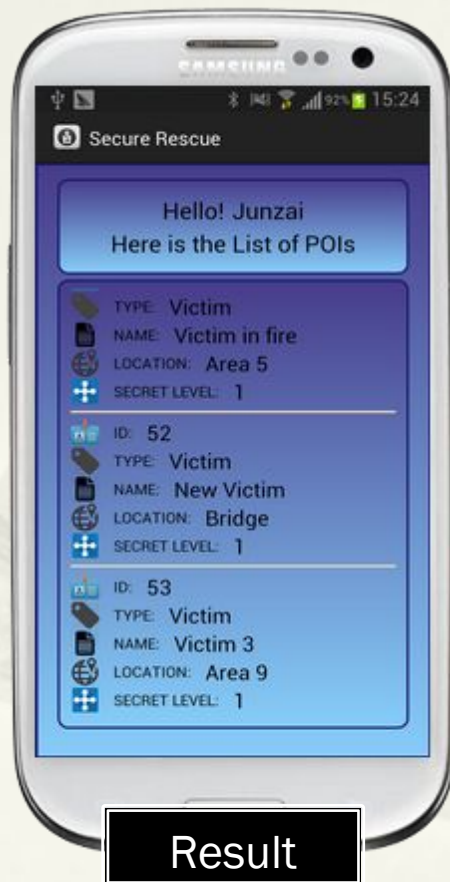 SAMSUNG
92% 15:24
Secure Rescue
Hello! Junzai
Here is the List of POIs
TYPE: Victim
NAME: Victim in fire
LOCATION: Area 5
SECRET LEVEL: 1
ID: 52
TYPE: Victim
NAME: New Victim
LOCATION: Bridge
SECRET LEVEL: 1
ID: 53
TYPE: Victim
NAME: Victim 3
LOCATION: Area 9
SECRET LEVEL: 1
Result